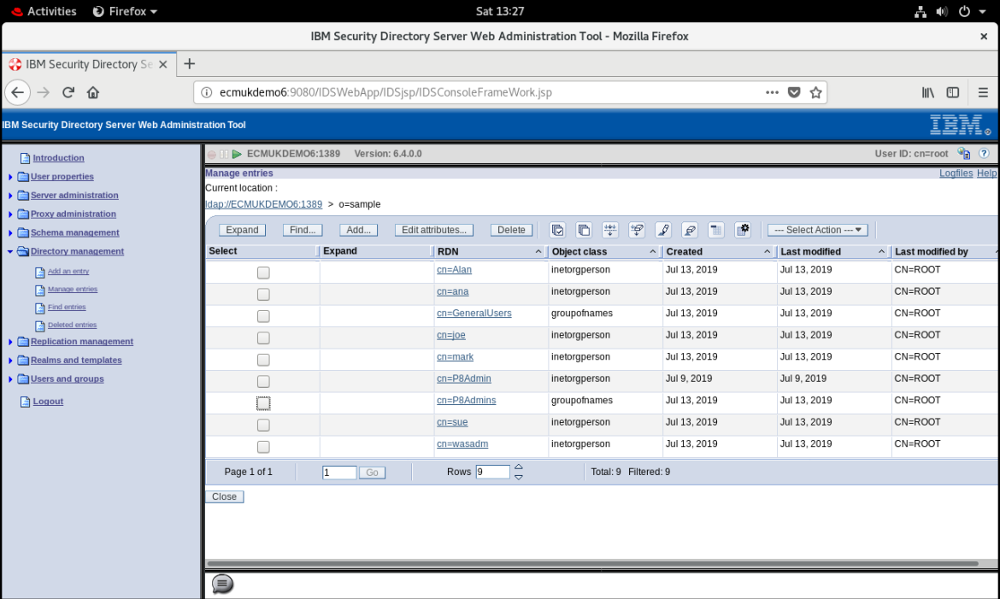 Activities Firefox Sat 13:27
IBM Security Directory Server Web Administration Tool - Mozilla Firefox
IBM Security Directory Se
ecmukdemo6:9080/IDSWebApp/IDSjsp/IDSConsoleFrameWork.jsp
IBM Security Directory Server Web Administration Tool IBM
Introduction
User properties
Server administration
Proxy administration
Schema management
Directory management
Add an entry
Manage entries
Find entries
Deleted entries
Replication management
Realms and templates
Users and groups
Logout
ECMUKDEMO6:1389 Version: 6.4.0.0 User ID: cn=root
Manage entries Logfiles Help
Current location :
ldap://ECMUKDEMO6:1389 > o=sample
Expand Find... Add... Edit attributes... Delete --- Select Action ---
Select Expand RDN Object class Created Last modified Last modified by
cn=Alan inetorgperson Jul 13, 2019 Jul 13, 2019 CN=ROOT
cn=ana inetorgperson Jul 13, 2019 Jul 13, 2019 CN=ROOT
cn=GeneralUsers groupofnames Jul 13, 2019 Jul 13, 2019 CN=ROOT
cn=joe inetorgperson Jul 13, 2019 Jul 13, 2019 CN=ROOT
cn=mark inetorgperson Jul 13, 2019 Jul 13, 2019 CN=ROOT
cn=P8Admin inetorgperson Jul 9, 2019 Jul 9, 2019 CN=ROOT
cn=P8Admins groupofnames Jul 13, 2019 Jul 13, 2019 CN=ROOT
cn=sue inetorgperson Jul 13, 2019 Jul 13, 2019 CN=ROOT
cn=wasadm inetorgperson Jul 13, 2019 Jul 13, 2019 CN=ROOT
Page 1 of 1 1 Go Rows 9 Total: 9 Filtered: 9
Close